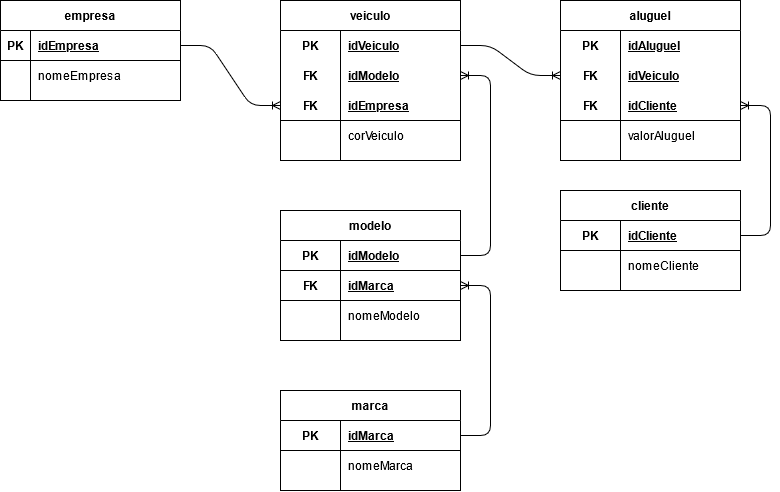 empresa
PK idEmpresa
nomeEmpresa
veiculo
PK idVeiculo
FK idModelo
FK idEmpresa
corVeiculo
aluguel
PK idAluguel
FK idVeiculo
FK idCliente
valorAluguel
modelo
PK idModelo
FK idMarca
nomeModelo
cliente
PK idCliente
nomeCliente
marca
PK idMarca
nomeMarca